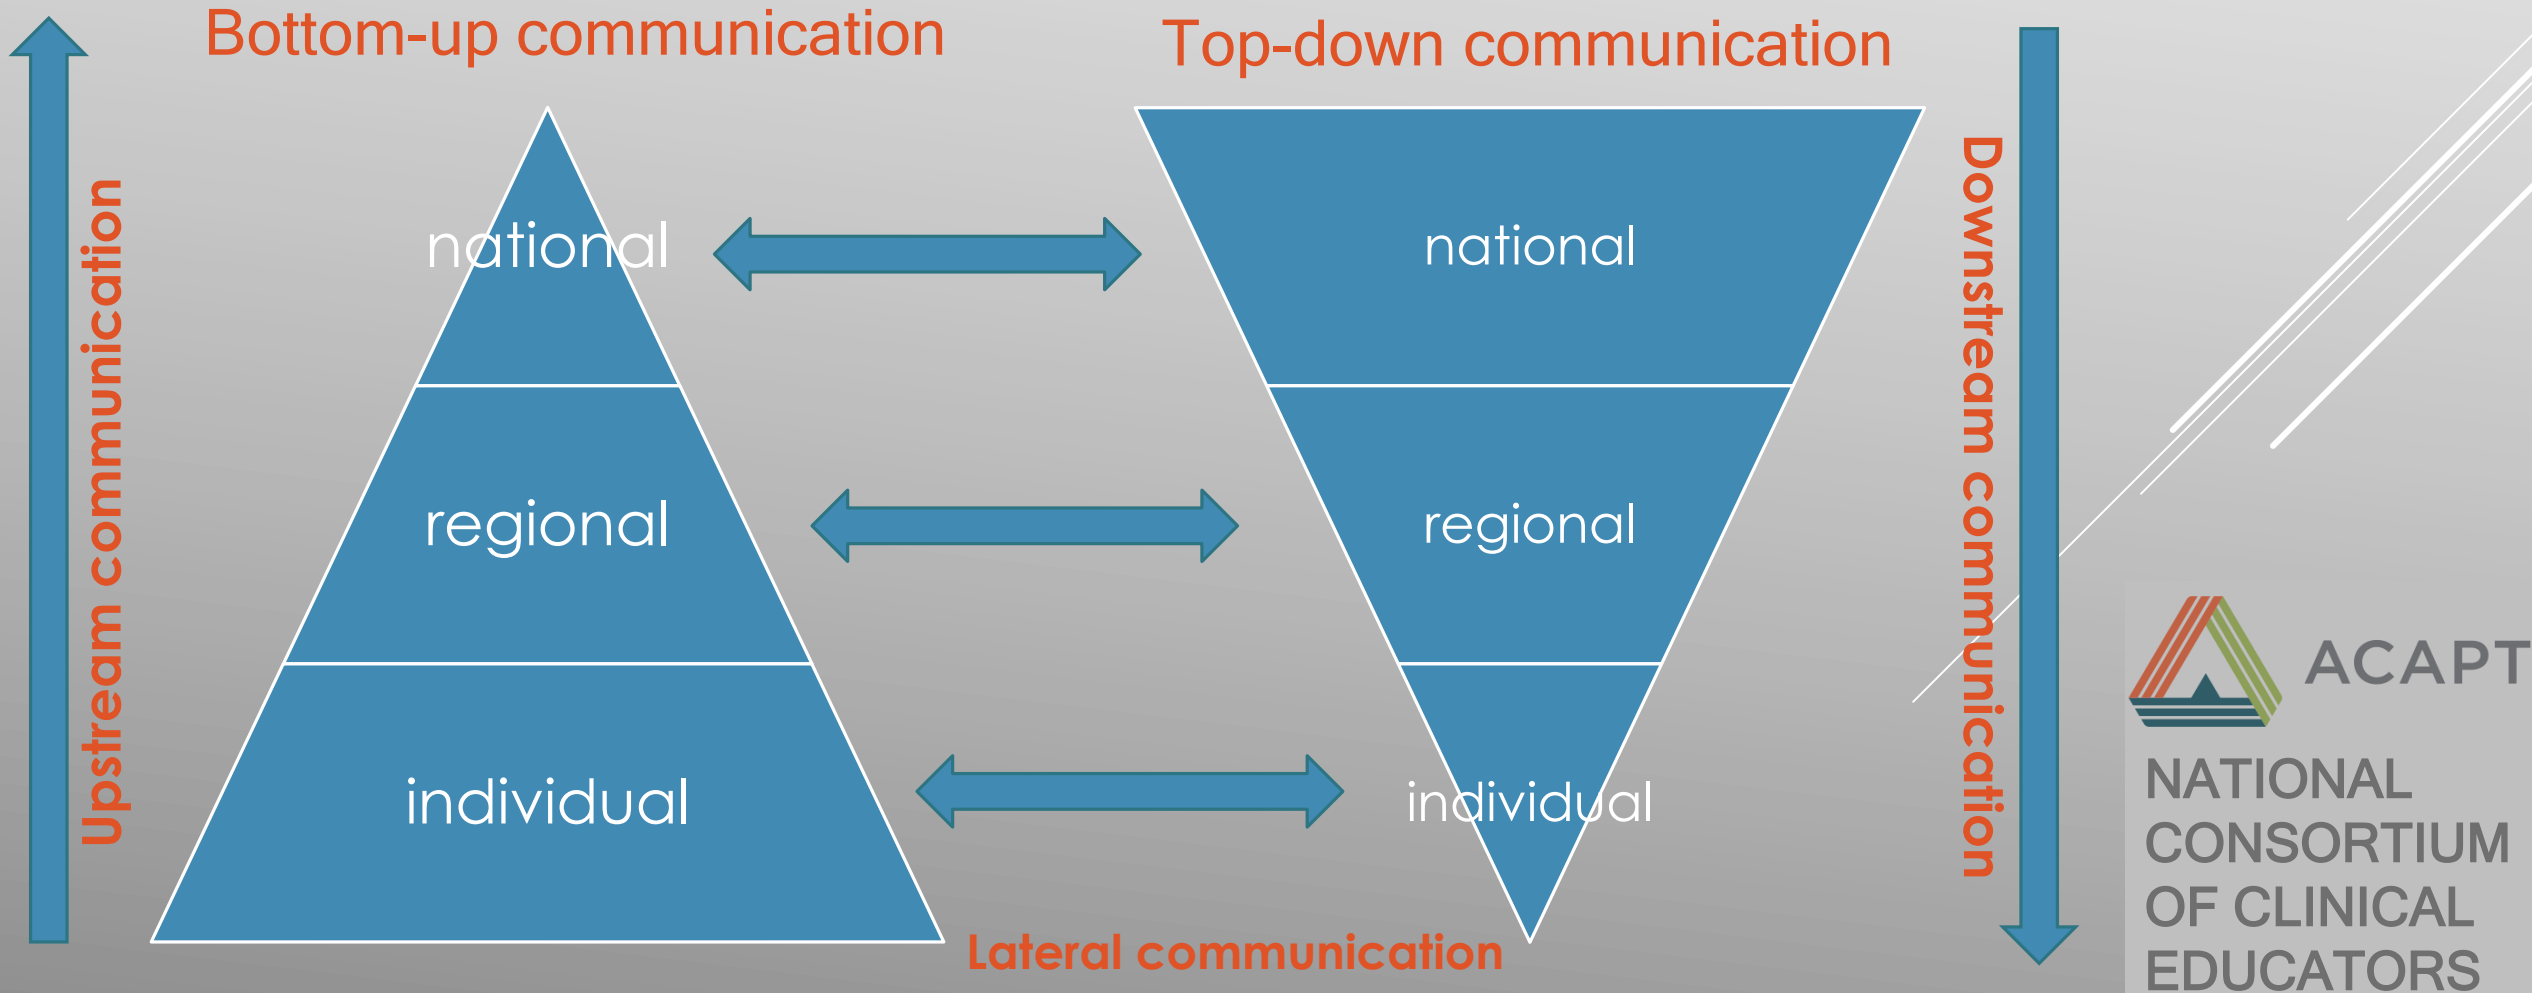 Bottom-up communication
Top-down communication
Upstream communication
national
regional
individual
national
regional
individual
Downstream communication
Lateral communication
ACAPT
NATIONAL
CONSORTIUM
OF CLINICAL
EDUCATORS